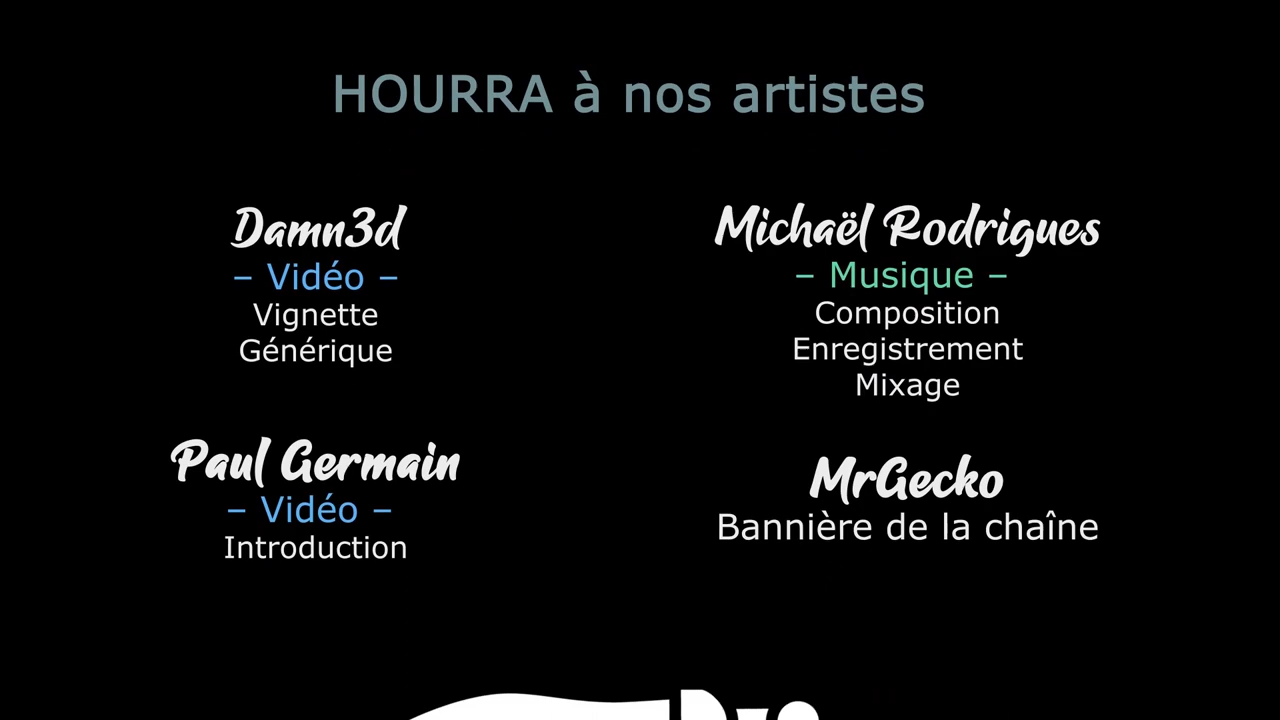 HOURRA à nos artistes
Damn3d
– Vidéo –
Vignette
Générique
Michaël Rodrigues
– Musique –
Composition
Enregistrement
Mixage
Paul Germain
– Vidéo –
Introduction
MrGecko
Bannière de la chaîne